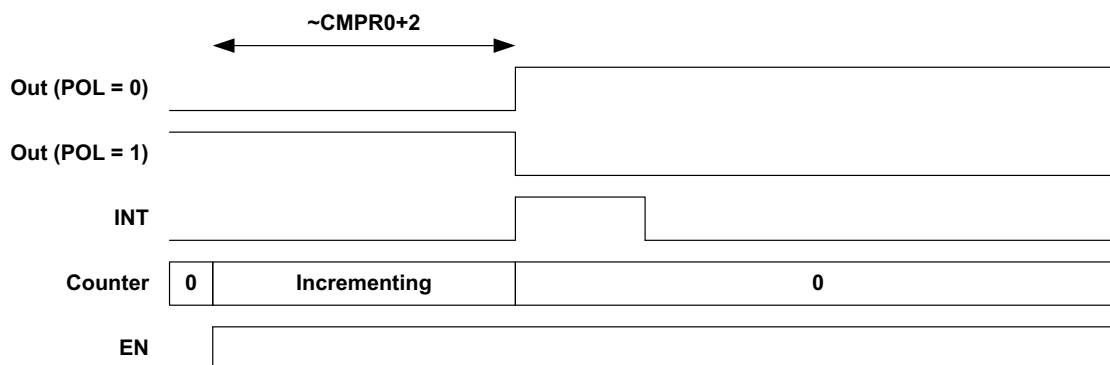 ~CMPR0+2
Out (POL = 0)
Out (POL = 1)
INT
Counter 0 Incrementing 0
EN